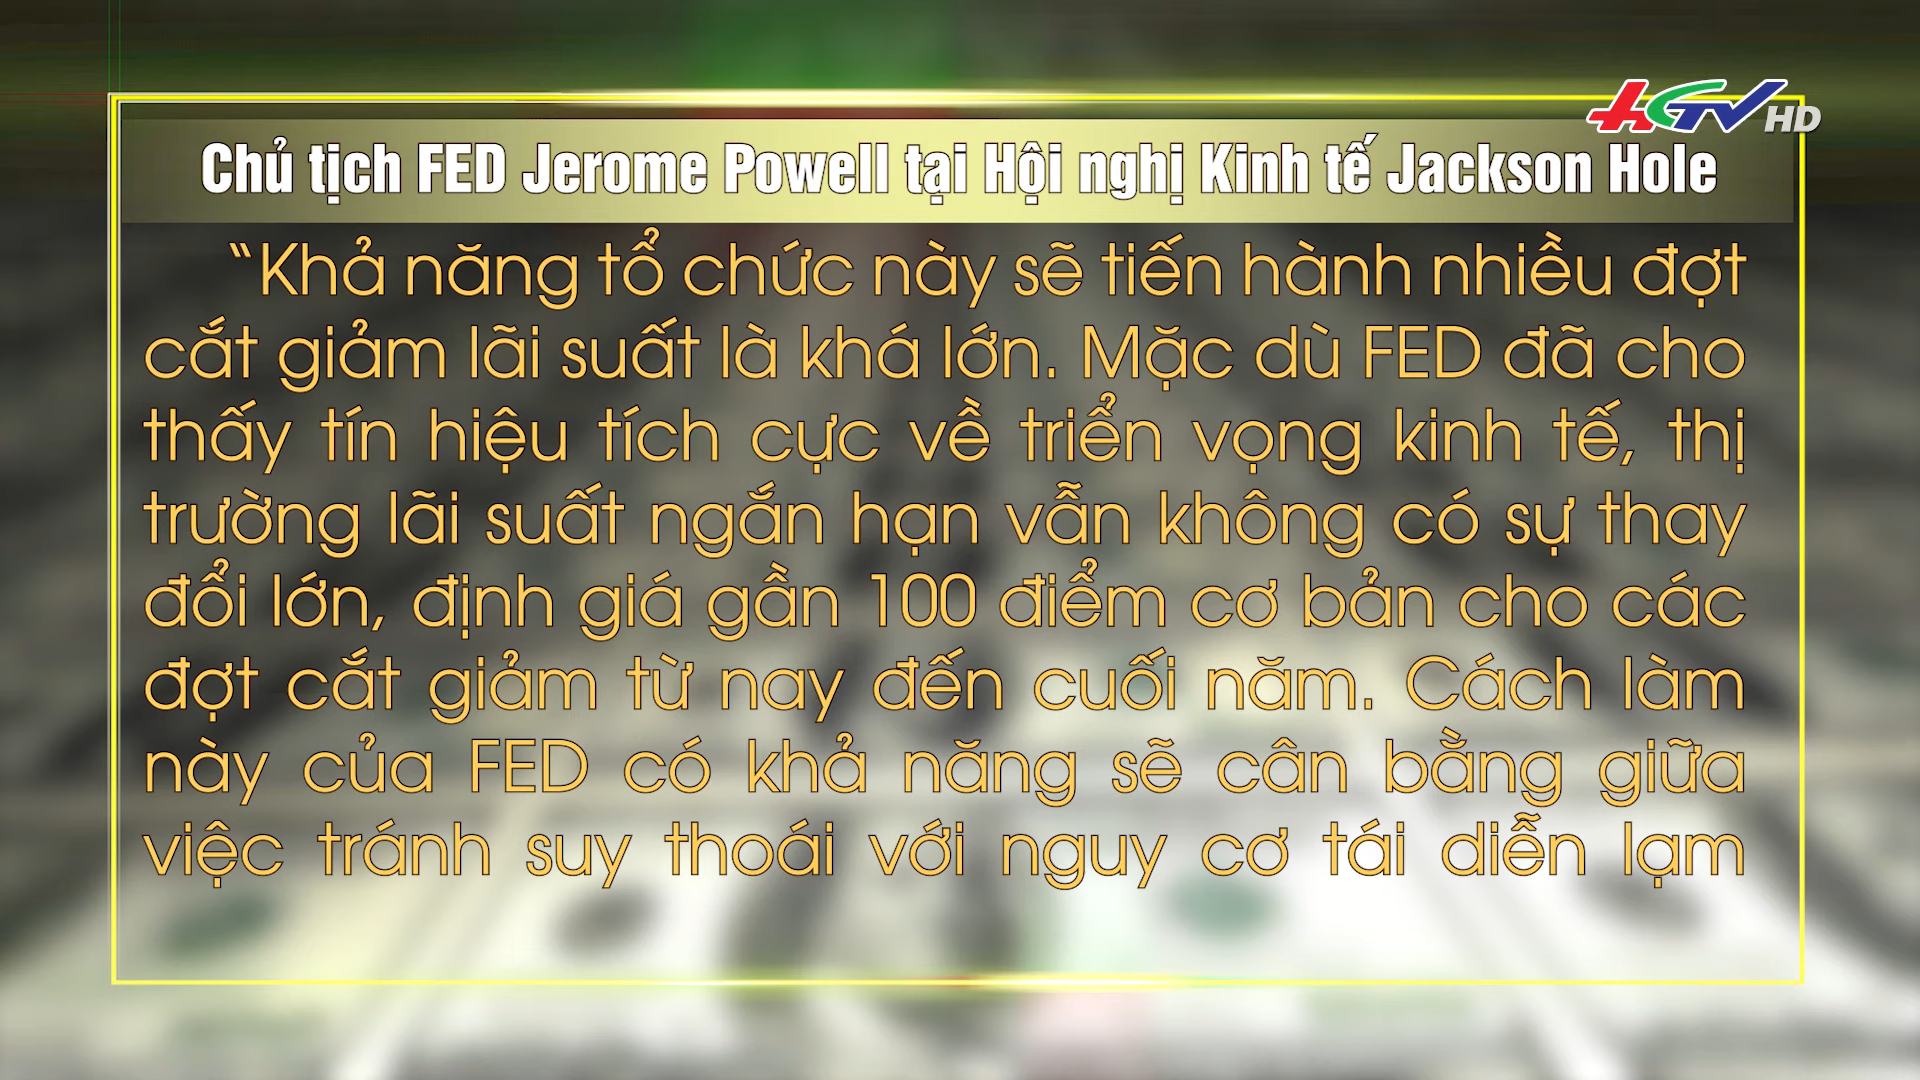 HGTV HD
Chủ tịch FED Jerome Powell tại Hội nghị Kinh tế Jackson Hole
“Khả năng tổ chức này sẽ tiến hành nhiều đợt
cắt giảm lãi suất là khá lớn. Mặc dù FED đã cho
thấy tín hiệu tích cực về triển vọng kinh tế, thị
trường lãi suất ngắn hạn vẫn không có sự thay
đổi lớn, định giá gần 100 điểm cơ bản cho các
đợt cắt giảm từ nay đến cuối năm. Cách làm
này của FED có khả năng sẽ cân bằng giữa
việc tránh suy thoái với nguy cơ tái diễn lạm